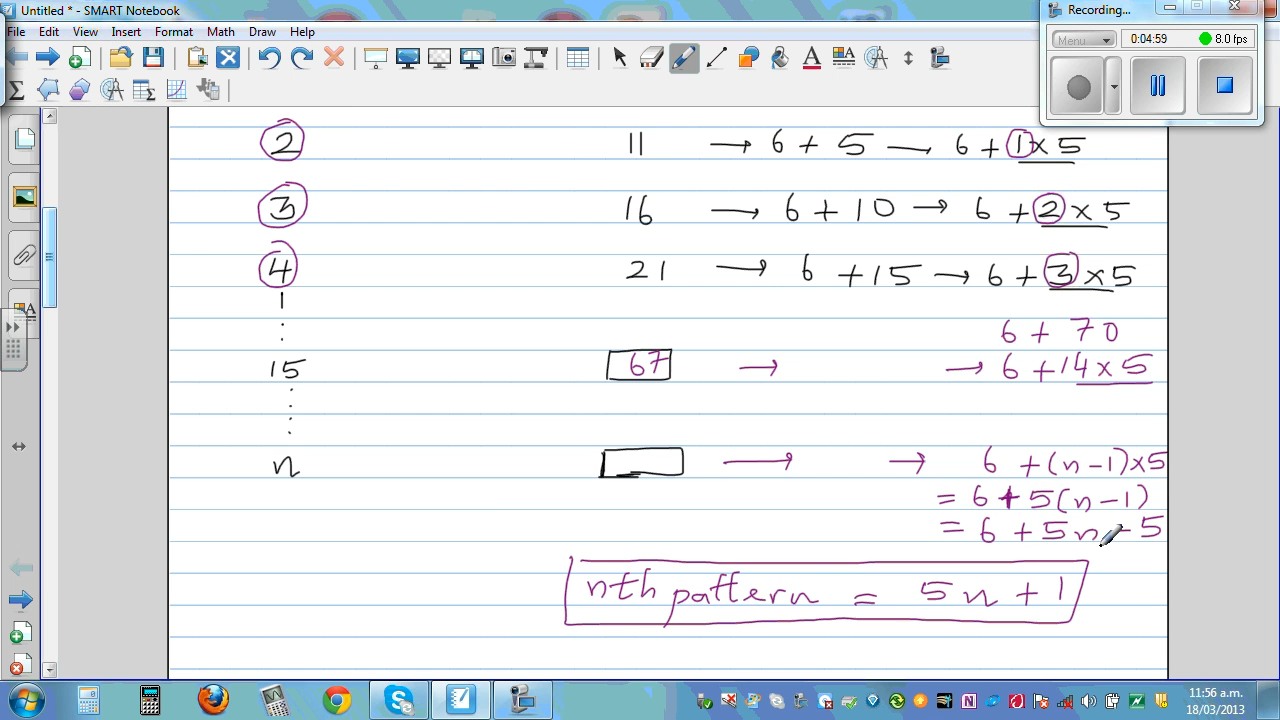 Untitled * - SMART Notebook
Recording...
File Edit View Insert Format Math Draw Help
Menu 0:04:59 8.0 fps
2 11 → 6 + 5 → 6 + 1 × 5
3 16 → 6 + 10 → 6 + 2 × 5
4 21 → 6 + 15 → 6 + 3 × 5
6 + 70
15 67 → → 6 + 14 × 5
n → → 6 + (n - 1) × 5
= 6 + 5(n - 1)
= 6 + 5n - 5
nth pattern = 5n + 1
11:56 a.m.
18/03/2013